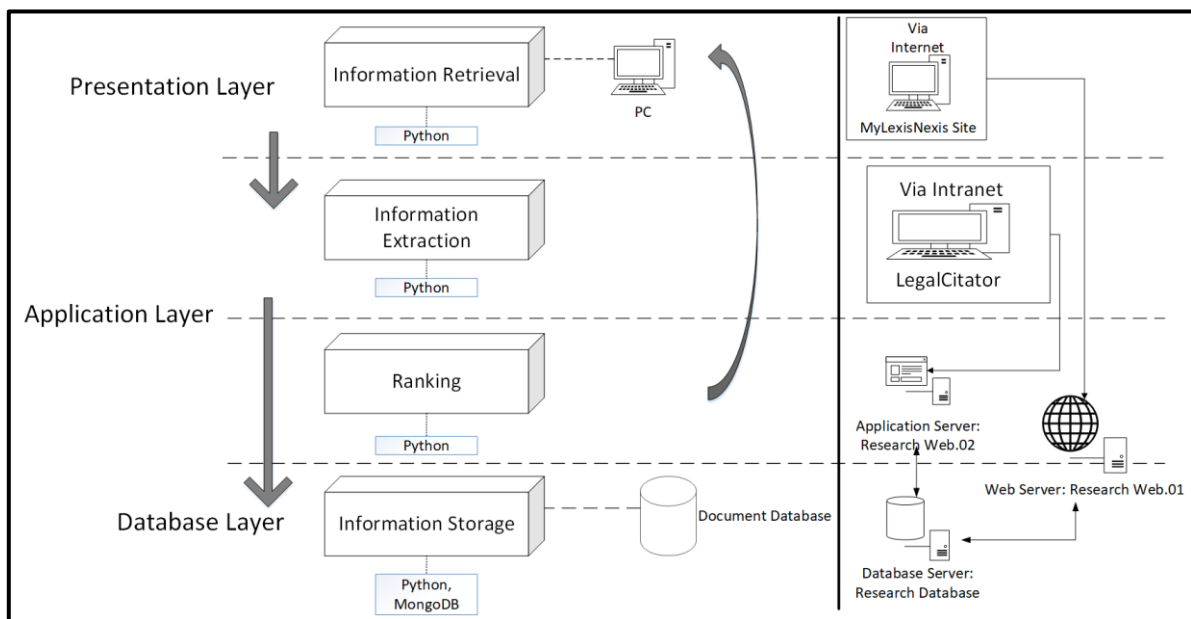 Presentation Layer
Information Retrieval
Python
PC
Information
Extraction
Python
Application Layer
Ranking
Python
Database Layer
Information Storage
Python,
MongoDB
Document Database
Via
Internet
MyLexisNexis Site
Via Intranet
LegalCitator
Application Server:
Research Web.02
Web Server: Research Web.01
Database Server:
Research Database